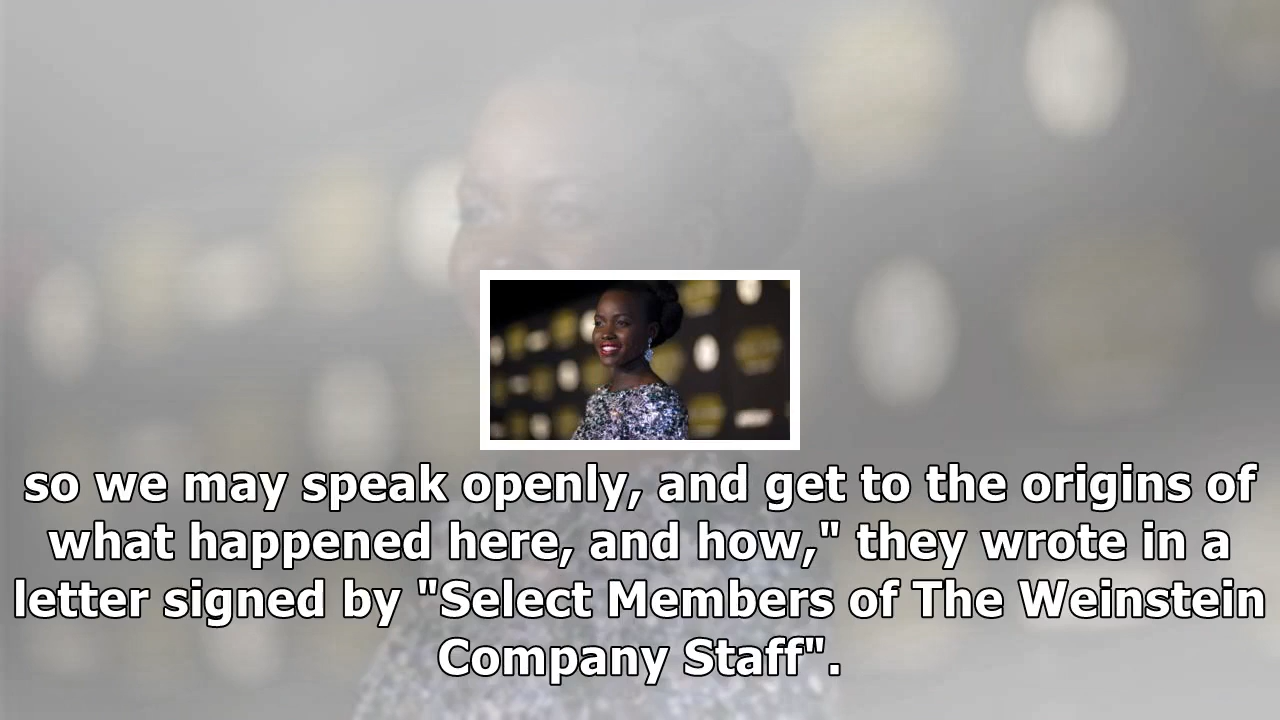 so we may speak openly, and get to the origins of
what happened here, and how," they wrote in a
letter signed by "Select Members of The Weinstein
Company Staff".